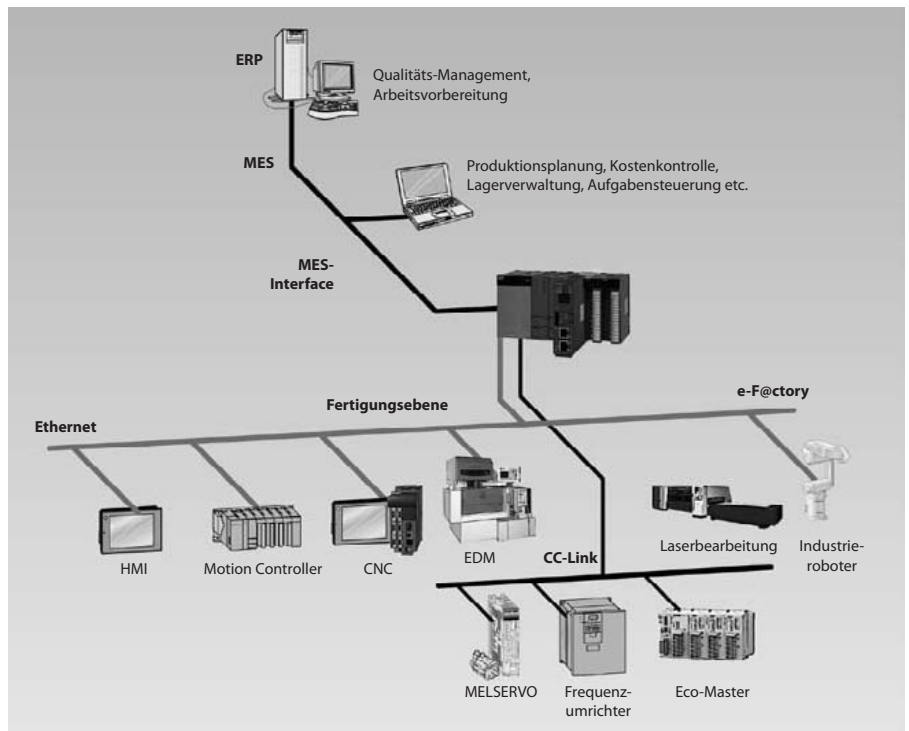 ERP
Qualitäts-Management,
Arbeitsvorbereitung
MES
Produktionsplanung, Kostenkontrolle,
Lagerverwaltung, Aufgabensteuerung etc.
MES-
Interface
e-F@ctory
Fertigungsebene
Ethernet
HMI
Motion Controller
CNC
EDM
CC-Link
Laserbearbeitung
Industrie-
roboter
MELSERVO
Frequenz-
umrichter
Eco-Master